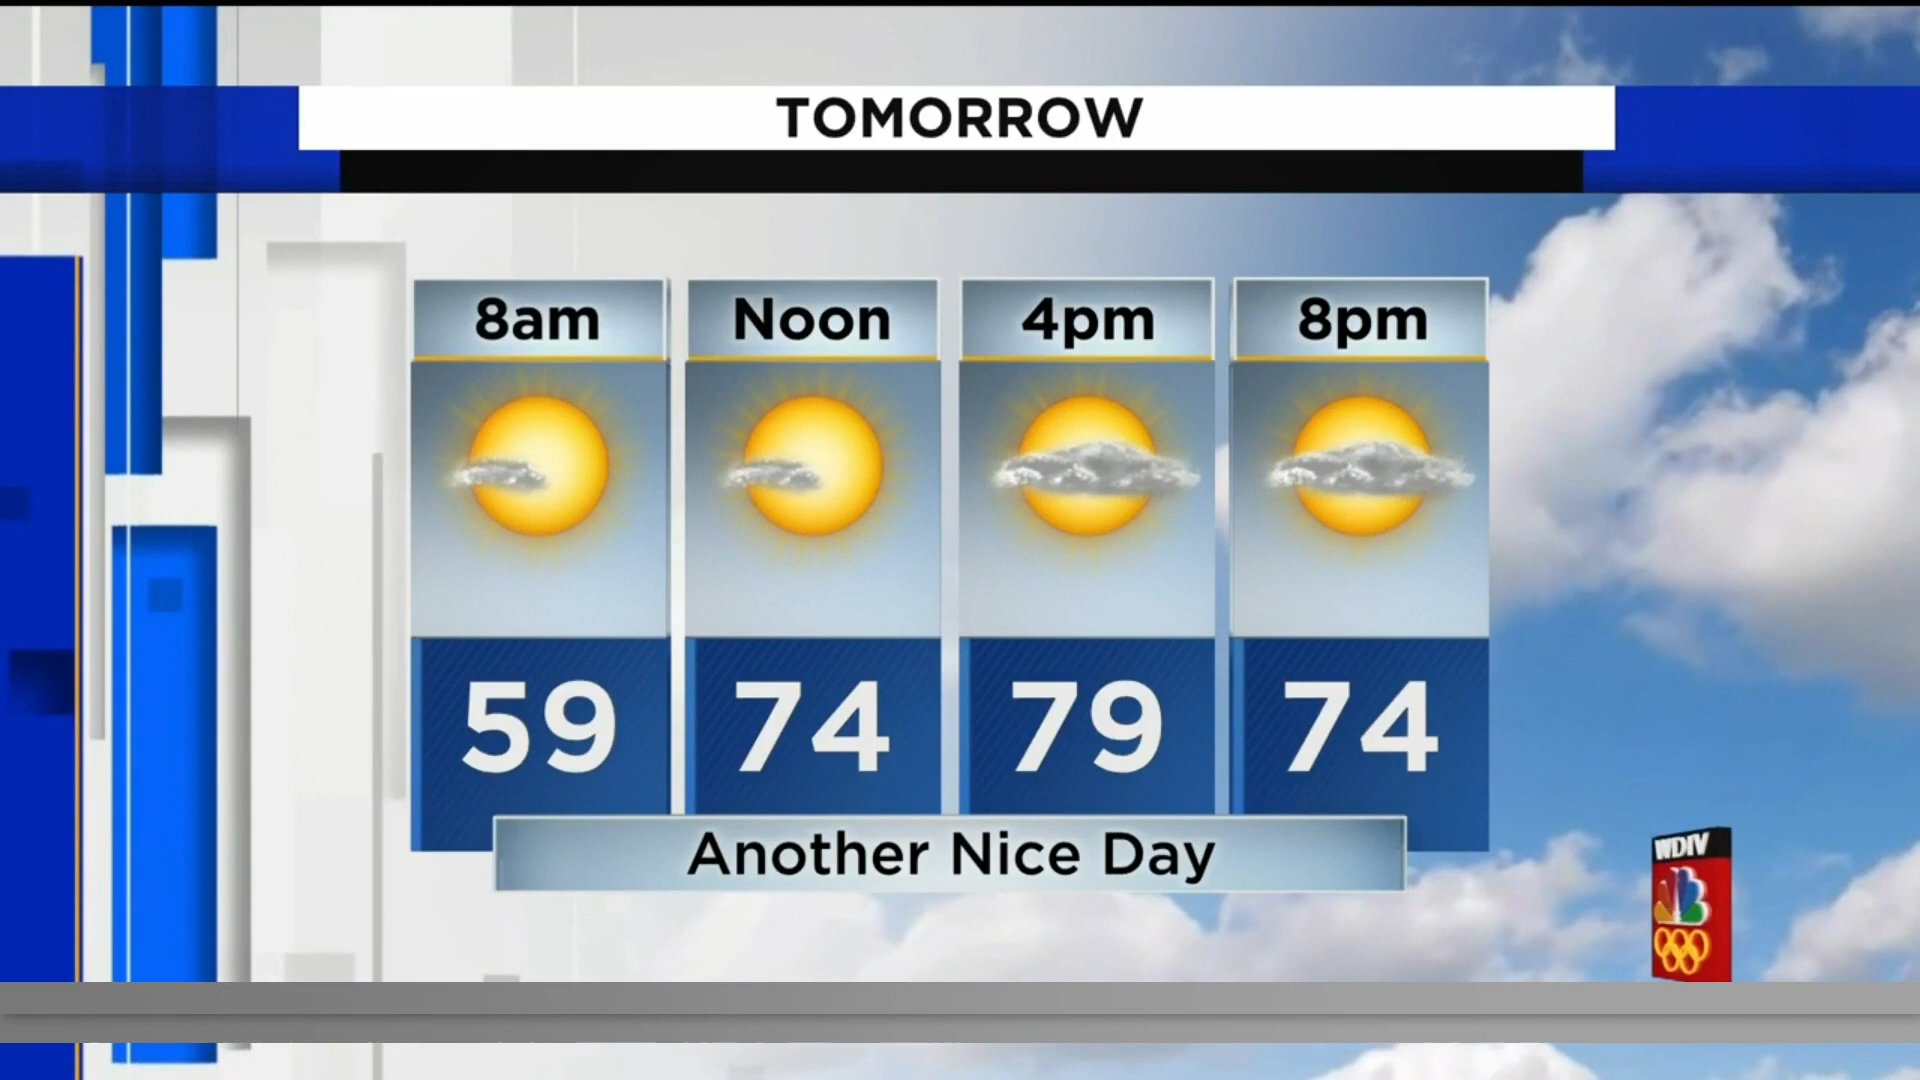 TOMORROW
8am
Noon
4pm
8pm
59
74
79
74
Another Nice Day
WDIV